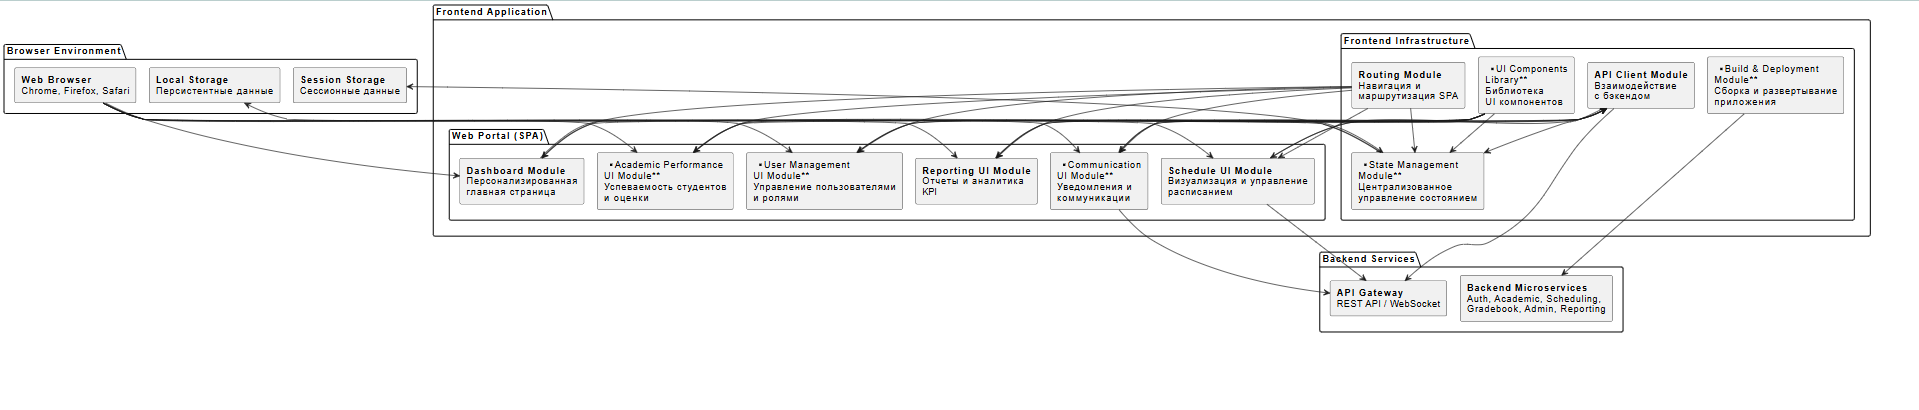 Frontend Application
Browser Environment
Web Browser
Chrome, Firefox, Safari
Local Storage
Персистентные данные
Session Storage
Сессионные данные
Frontend Infrastructure
Routing Module
Навигация и
маршрутизация SPA
▪UI Components
Library**
Библиотека
UI компонентов
API Client Module
Взаимодействие
с бэкендом
▪Build & Deployment
Module**
Сборка и развертывание
приложения
Web Portal (SPA)
Dashboard Module
Персонализированная
главная страница
▪Academic Performance
UI Module**
Успеваемость студентов
и оценки
▪User Management
UI Module**
Управление пользователями
и ролями
Reporting UI Module
Отчеты и аналитика
KPI
▪Communication
UI Module**
Уведомления и
коммуникации
Schedule UI Module
Визуализация и управление
расписанием
▪State Management
Module**
Централизованное
управление состоянием
Backend Services
API Gateway
REST API / WebSocket
Backend Microservices
Auth, Academic, Scheduling,
Gradebook, Admin, Reporting